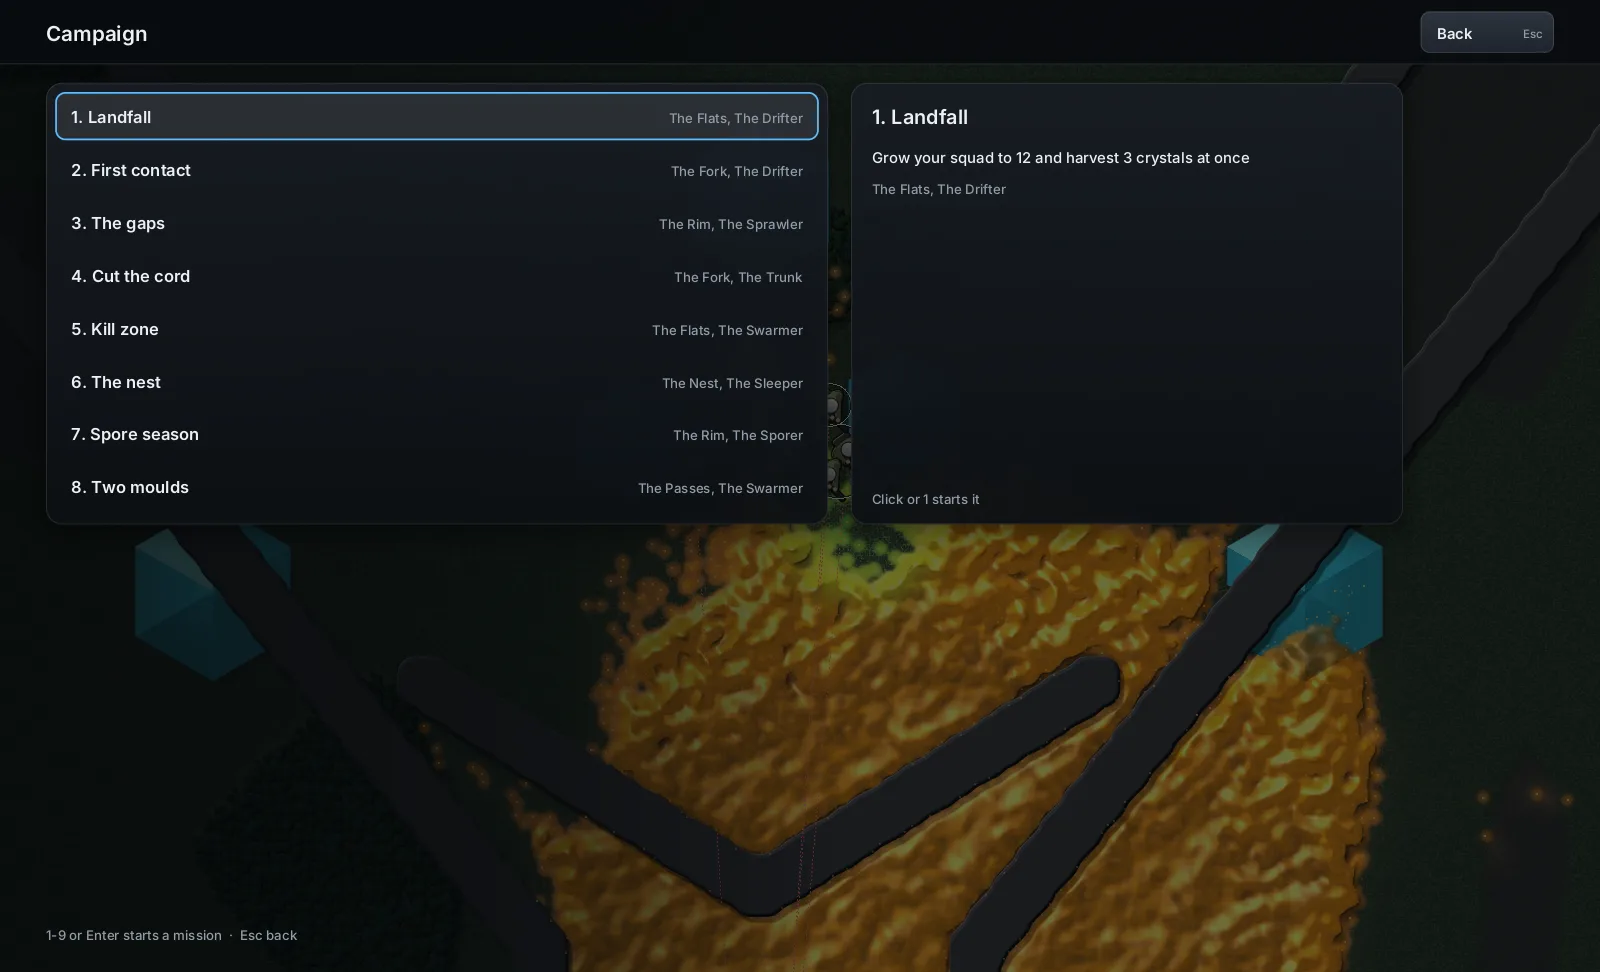 Campaign
Back Esc
1. Landfall The Flats, The Drifter
2. First contact The Fork, The Drifter
3. The gaps The Rim, The Sprawler
4. Cut the cord The Fork, The Trunk
5. Kill zone The Flats, The Swarmer
6. The nest The Nest, The Sleeper
7. Spore season The Rim, The Sporer
8. Two moulds The Passes, The Swarmer
1. Landfall
Grow your squad to 12 and harvest 3 crystals at once
The Flats, The Drifter
Click or 1 starts it
1-9 or Enter starts a mission · Esc back